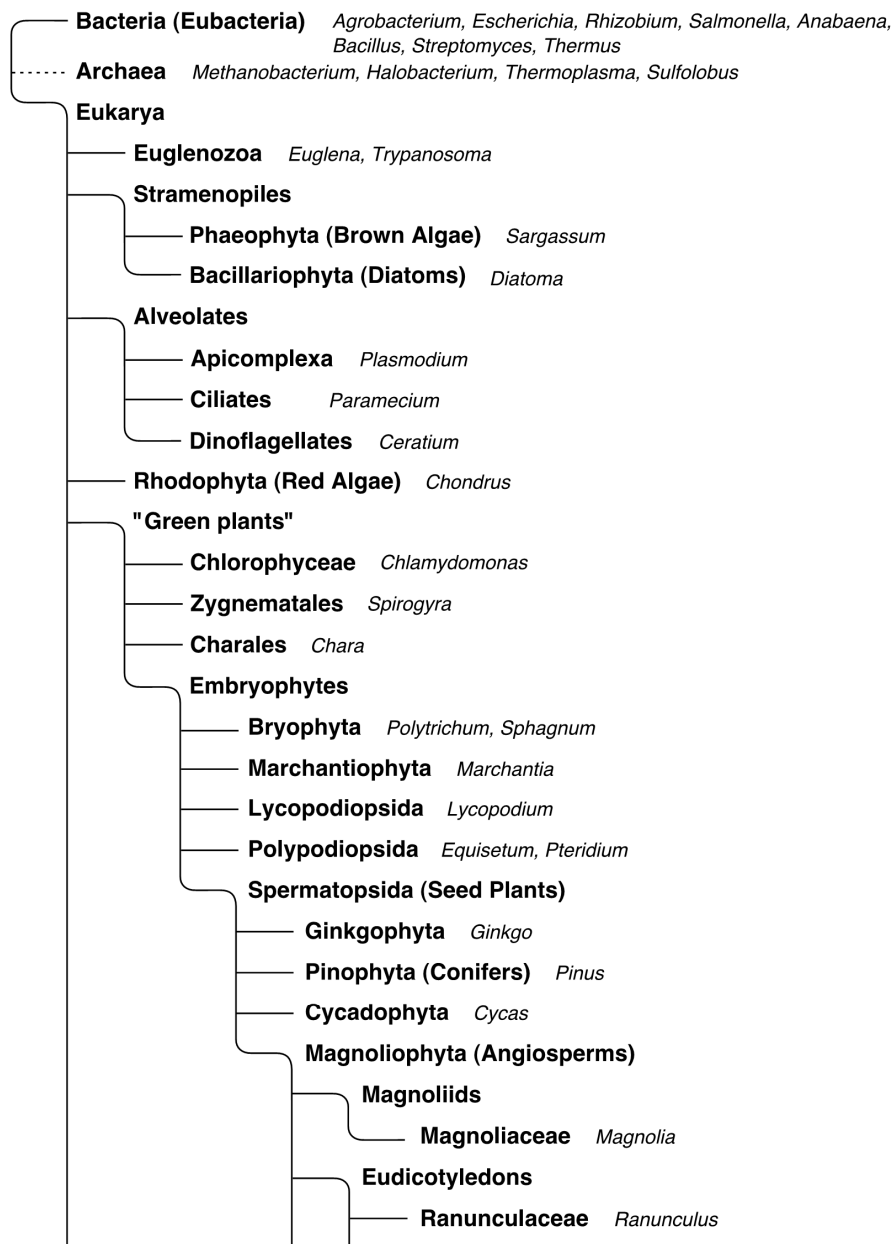 Bacteria (Eubacteria) Agrobacterium, Escherichia, Rhizobium, Salmonella, Anabaena,
Bacillus, Streptomyces, Thermus
Archaea Methanobacterium, Halobacterium, Thermoplasma, Sulfolobus
Eukarya
Euglenozoa Euglena, Trypanosoma
Stramenopiles
Phaeophyta (Brown Algae) Sargassum
Bacillariophyta (Diatoms) Diatoma
Alveolates
Apicomplexa Plasmodium
Ciliates Paramecium
Dinoflagellates Ceratium
Rhodophyta (Red Algae) Chondrus
"Green plants"
Chlorophyceae Chlamydomonas
Zygnematales Spirogyra
Charales Chara
Embryophytes
Bryophyta Polytrichum, Sphagnum
Marchantiophyta Marchantia
Lycopodiopsida Lycopodium
Polypodiopsida Equisetum, Pteridium
Spermatopsida (Seed Plants)
Ginkgophyta Ginkgo
Pinophyta (Conifers) Pinus
Cycadophyta Cycas
Magnoliophyta (Angiosperms)
Magnoliids
Magnoliaceae Magnolia
Eudicotyledons
Ranunculaceae Ranunculus